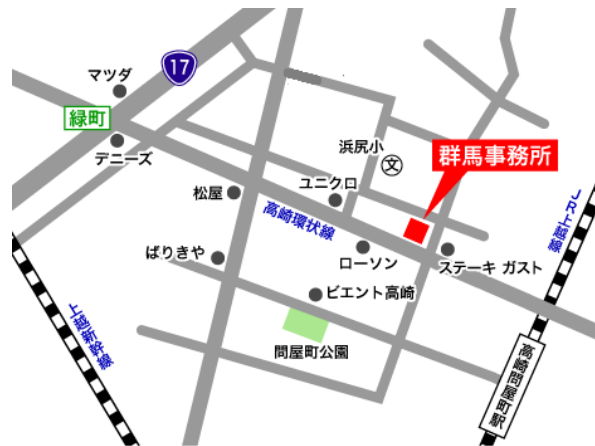 17
マツダ
緑町
デニーズ
浜尻小
文
群馬事務所
ユニクロ
松屋
高崎環状線
JR上越線
ばりきや
ローソン
ステーキ ガスト
ビエント高崎
上越新幹線
問屋町公園
高崎問屋町駅